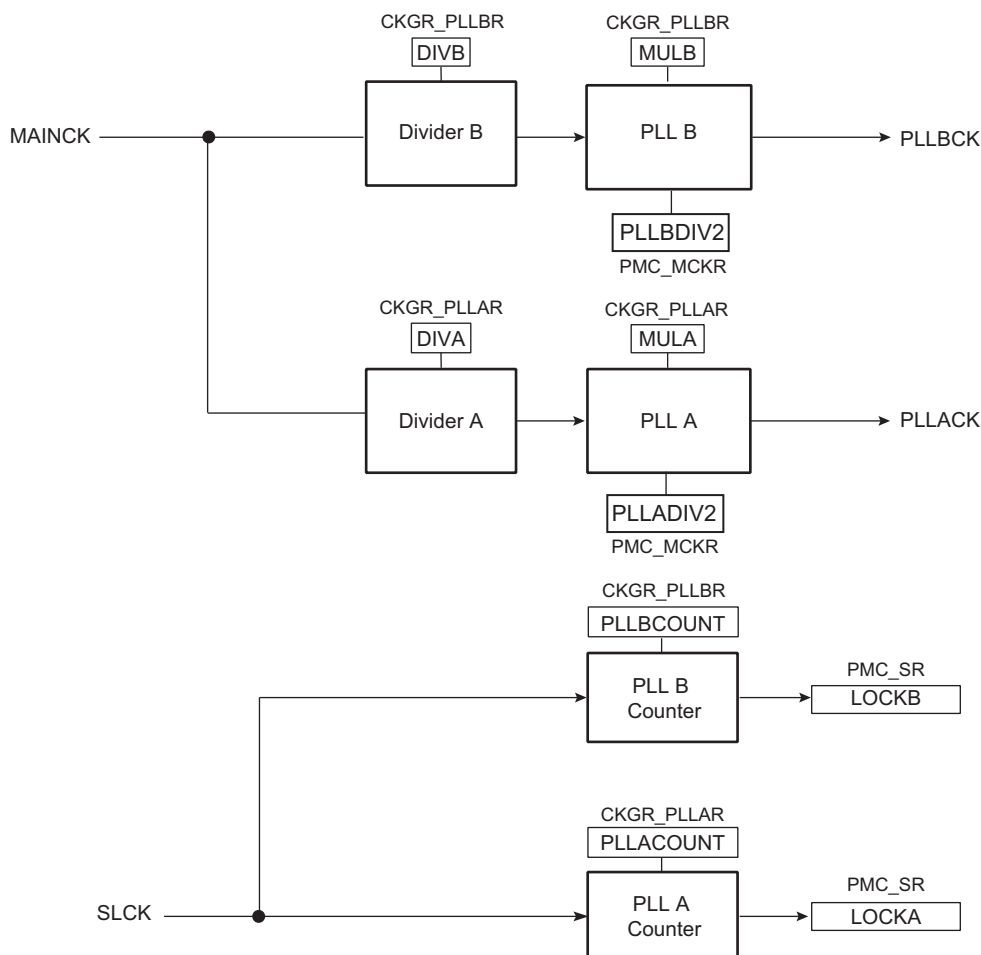 CKGR_PLLBR
DIVB
CKGR_PLLBR
MULB
MAINCK
Divider B
PLL B
PLLBCK
PLLBDIV2
PMC_MCKR
CKGR_PLLAR
DIVA
CKGR_PLLAR
MULA
Divider A
PLL A
PLLACK
PLLADIV2
PMC_MCKR
CKGR_PLLBR
PLLBCOUNT
PLL B
Counter
PMC_SR
LOCKB
CKGR_PLLAR
PLLACOUNT
SLCK
PLL A
Counter
PMC_SR
LOCKA